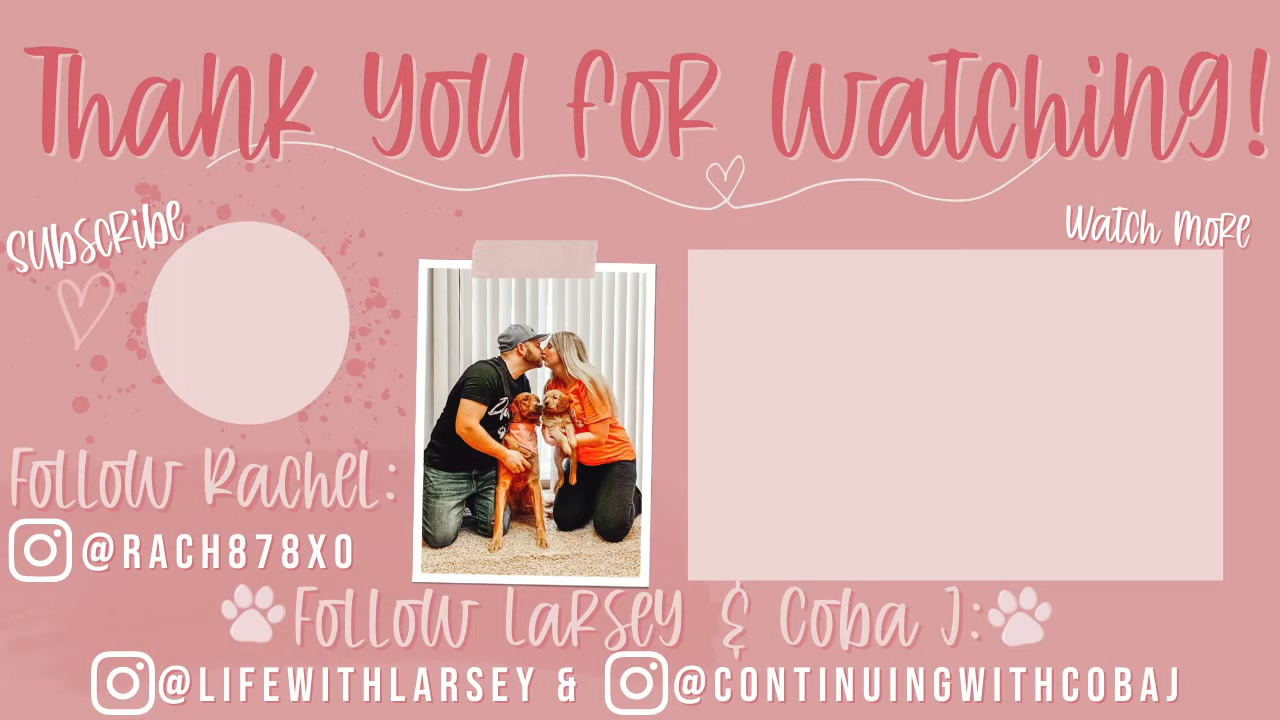 Thank you for watching!
Subscribe
Watch more
Follow Rachel:
@RACH878XO
Follow Larsey & Coba J:
@LIFEWITHLARSEY & @CONTINUINGWITHCOBAJ